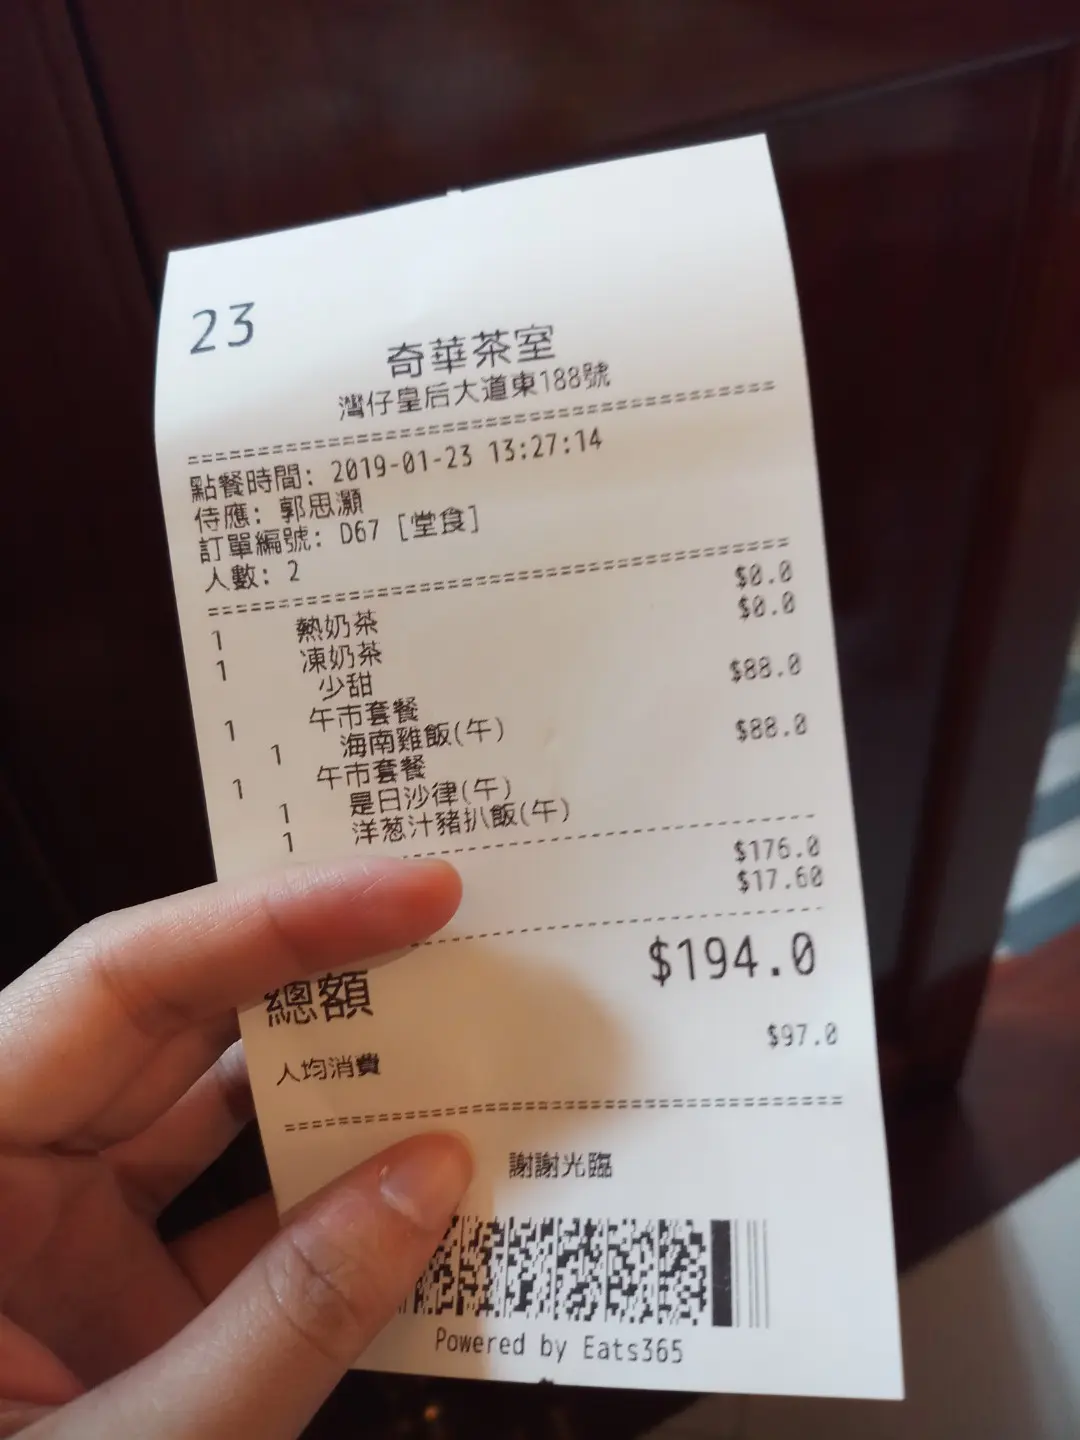 23
奇華茶室
灣仔皇后大道東188號
點餐時間: 2019-01-23 13:27:14
侍應: 郭思灝
訂單編號: D67 [堂食]
人數: 2
1 熱奶茶 $0.0
1 凍奶茶 $0.0
少甜
1 午市套餐 $88.0
1 海南雞飯(午)
1 午市套餐 $88.0
1 是日沙律(午)
1 洋葱汁豬扒飯(午)
$176.0
$17.60
總額 $194.0
人均消費 $97.0
謝謝光臨
Powered by Eats365